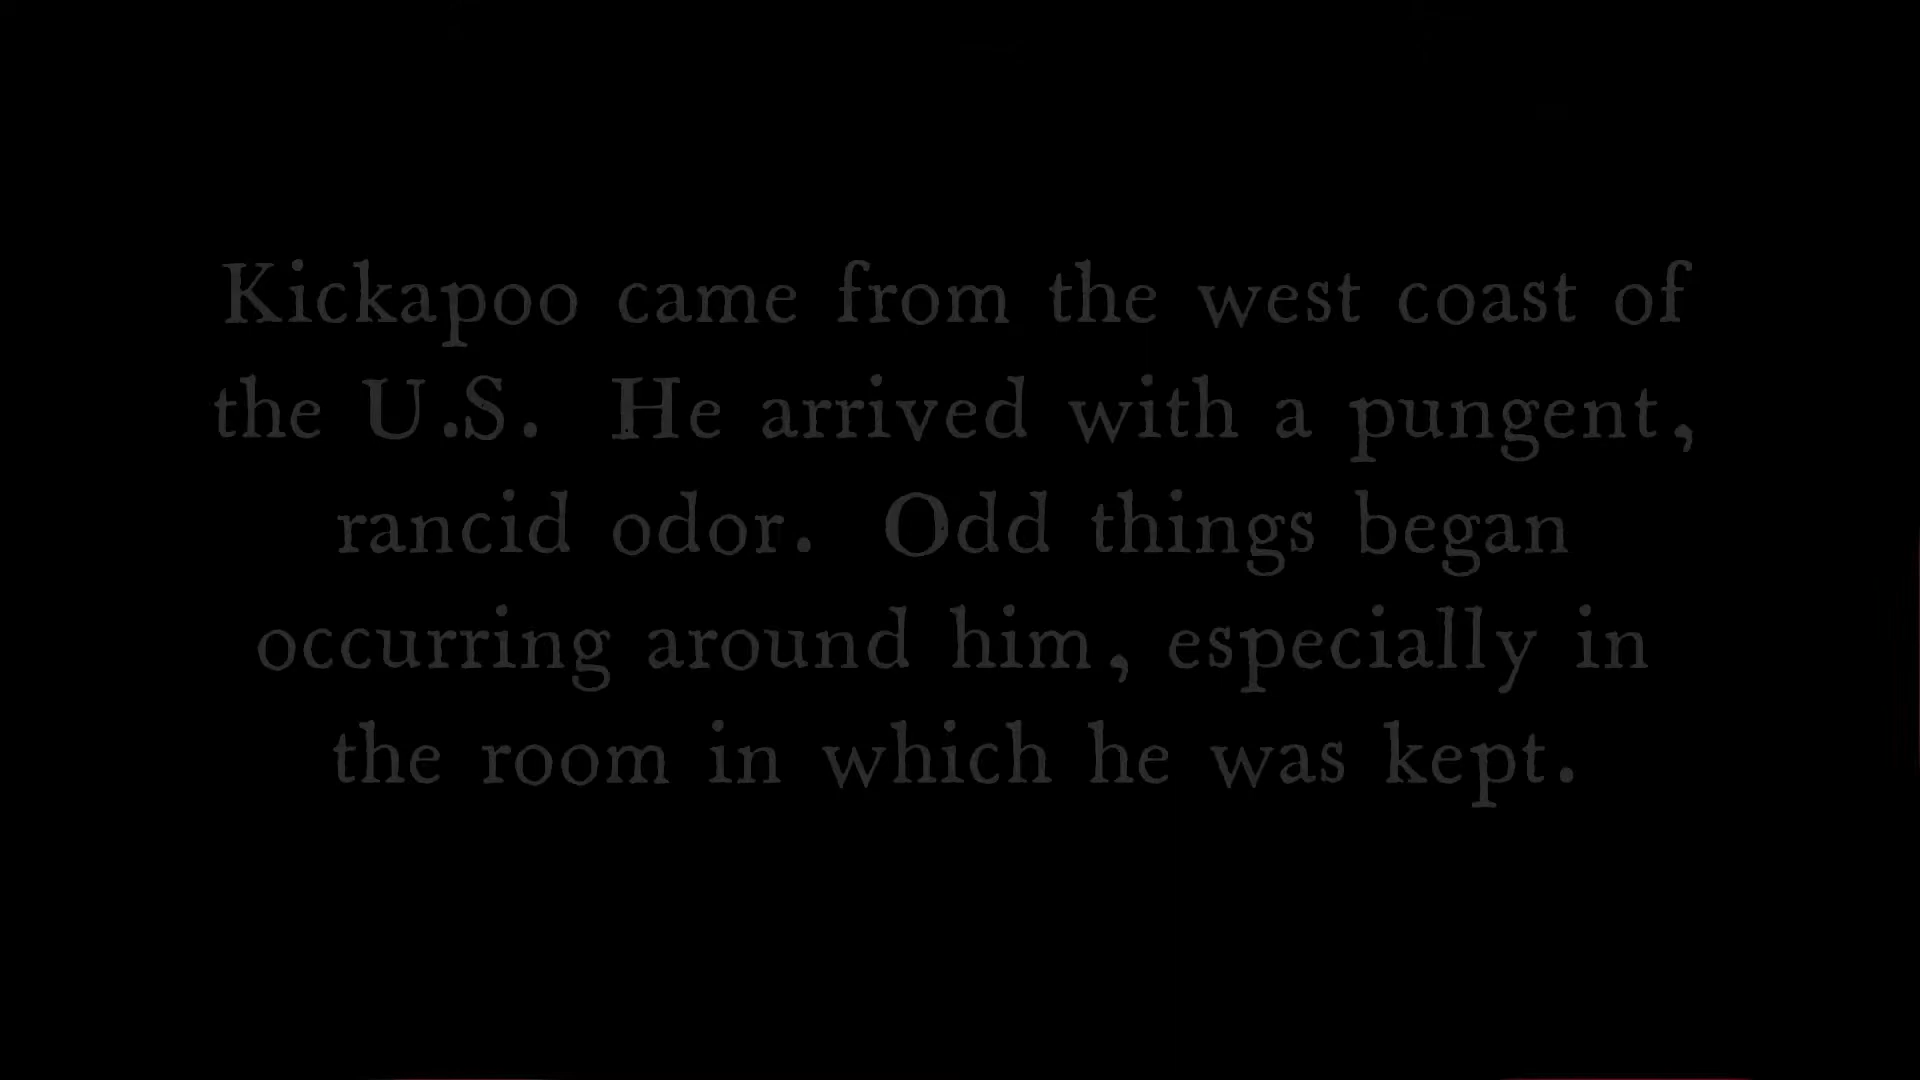 Kickapoo came from the west coast of
the U.S.  He arrived with a pungent,
rancid odor.  Odd things began
occurring around him, especially in
the room in which he was kept.